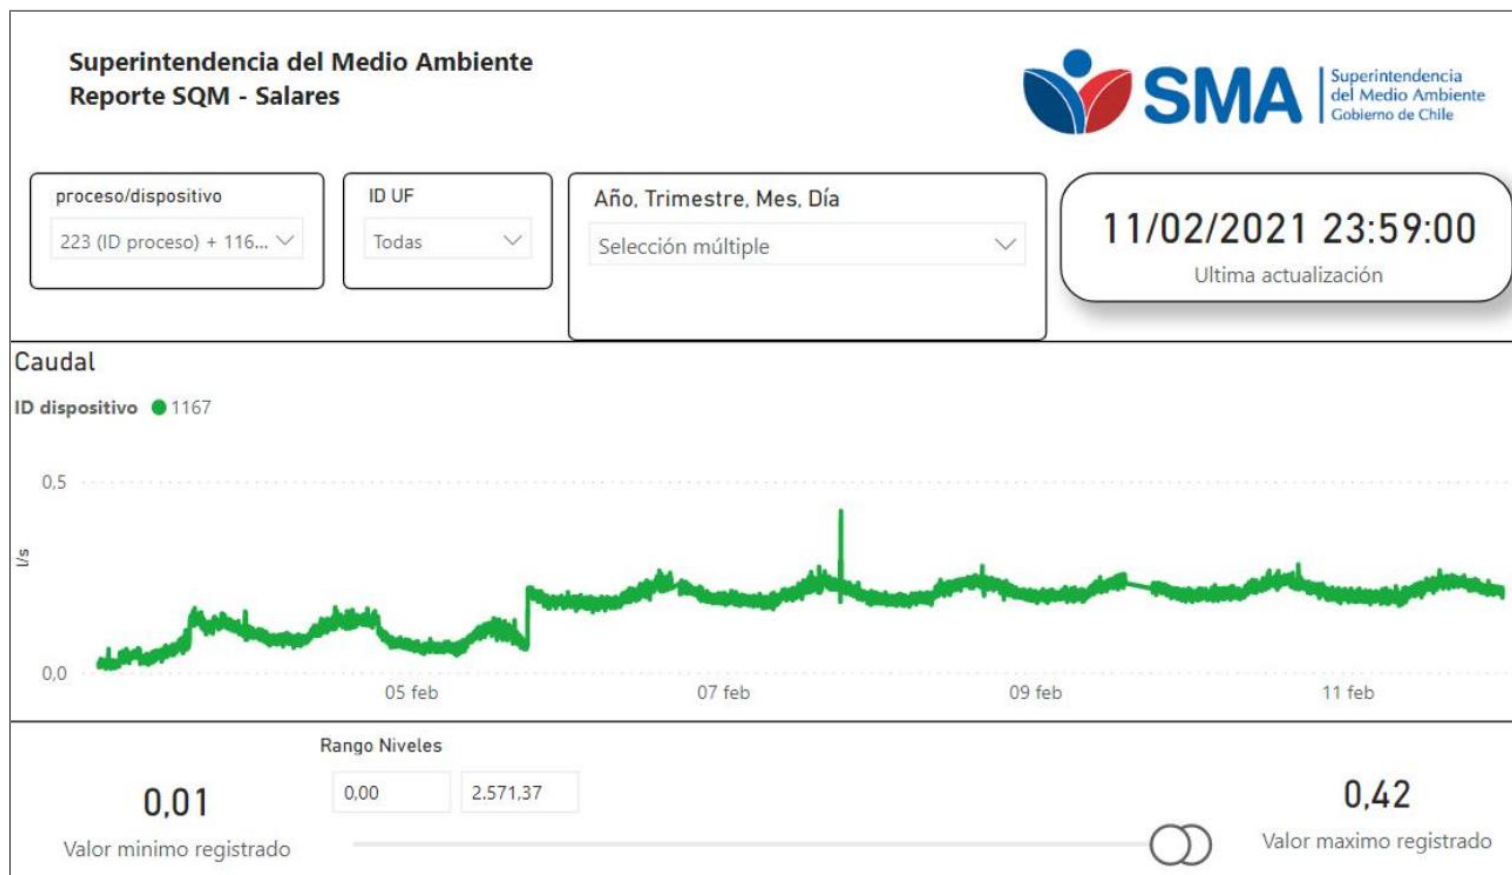 Superintendencia del Medio Ambiente
Reporte SQM - Salares
SMA
Superintendencia
del Medio Ambiente
Gobierno de Chile
proceso/dispositivo
223 (ID proceso) + 116...
ID UF
Todas
Año, Trimestre, Mes, Día
Selección múltiple
11/02/2021 23:59:00
Ultima actualización
Caudal
ID dispositivo 1167
0,5
l/s
0,0
05 feb 07 feb 09 feb 11 feb
Rango Niveles
0,00 2.571,37
0,01
Valor minimo registrado
0,42
Valor maximo registrado